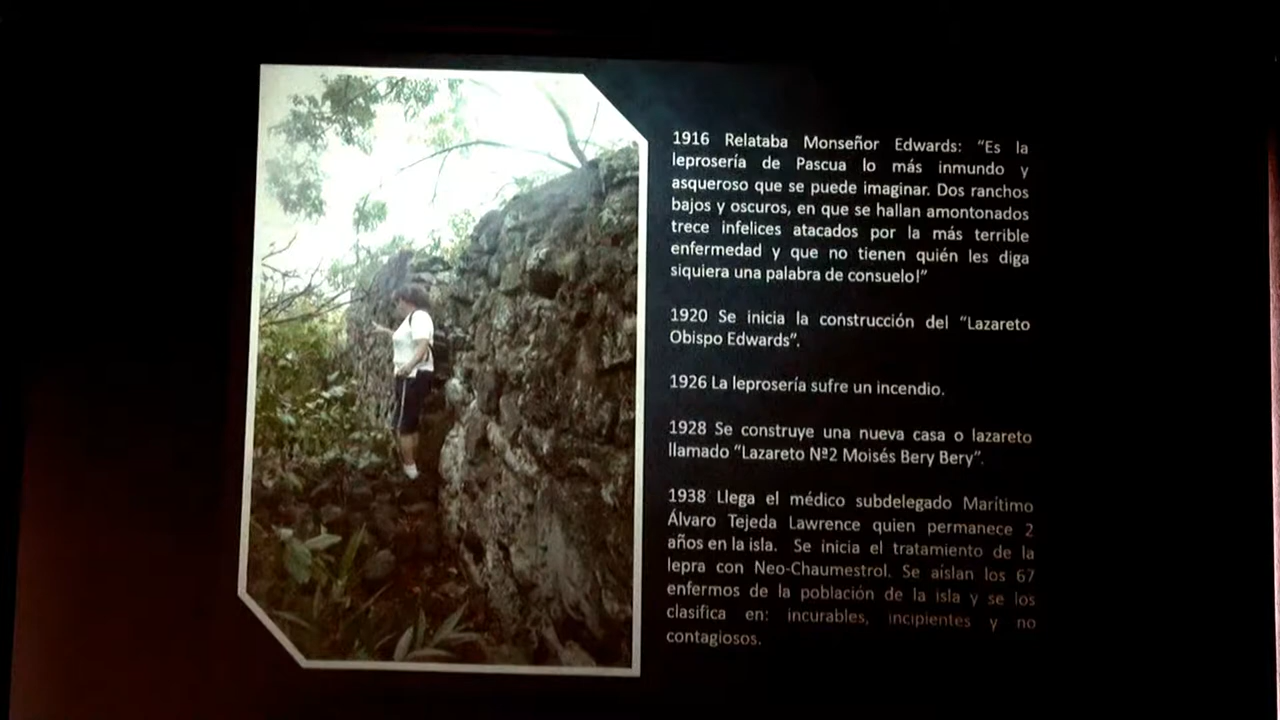 1916 Relataba Monseñor Edwards: “Es la
leprosería de Pascua lo más inmundo y
asqueroso que se puede imaginar. Dos ranchos
bajos y oscuros, en que se hallan amontonados
trece infelices atacados por la más terrible
enfermedad y que no tienen quién les diga
siquiera una palabra de consuelo!”
1920 Se inicia la construcción del “Lazareto
Obispo Edwards”.
1926 La leprosería sufre un incendio.
1928 Se construye una nueva casa o lazareto
llamado “Lazareto Nª2 Moisés Bery Bery”.
1938 Llega el médico subdelegado Marítimo
Álvaro Tejeda Lawrence quien permanece 2
años en la isla. Se inicia el tratamiento de la
lepra con Neo-Chaumestrol. Se aíslan los 67
enfermos de la población de la isla y se los
clasifica en: incurables, incipientes y no
contagiosos.